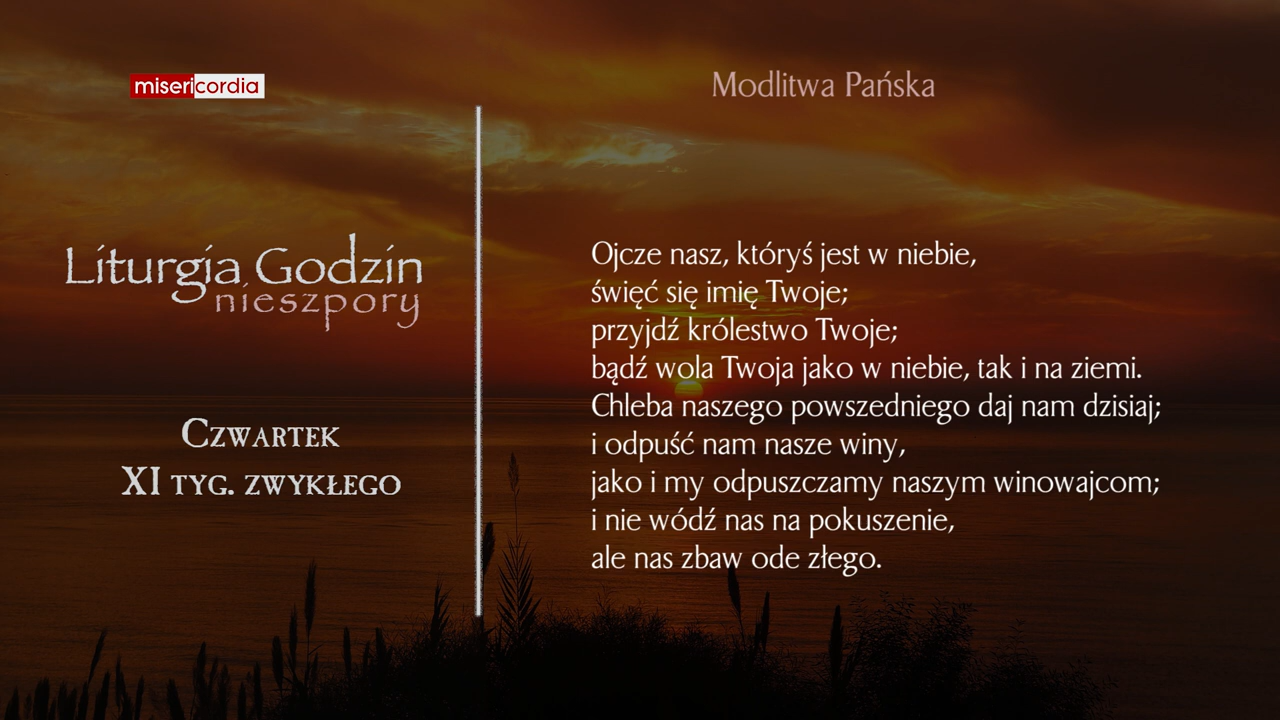 misericordia
Liturgia Godzin
nieszpory
Czwartek
XI tyg. zwykłego
Modlitwa Pańska
Ojcze nasz, któryś jest w niebie,
święć się imię Twoje;
przyjdź królestwo Twoje;
bądź wola Twoja jako w niebie, tak i na ziemi.
Chleba naszego powszedniego daj nam dzisiaj;
i odpuść nam nasze winy,
jako i my odpuszczamy naszym winowajcom;
i nie wódź nas na pokuszenie,
ale nas zbaw ode złego.